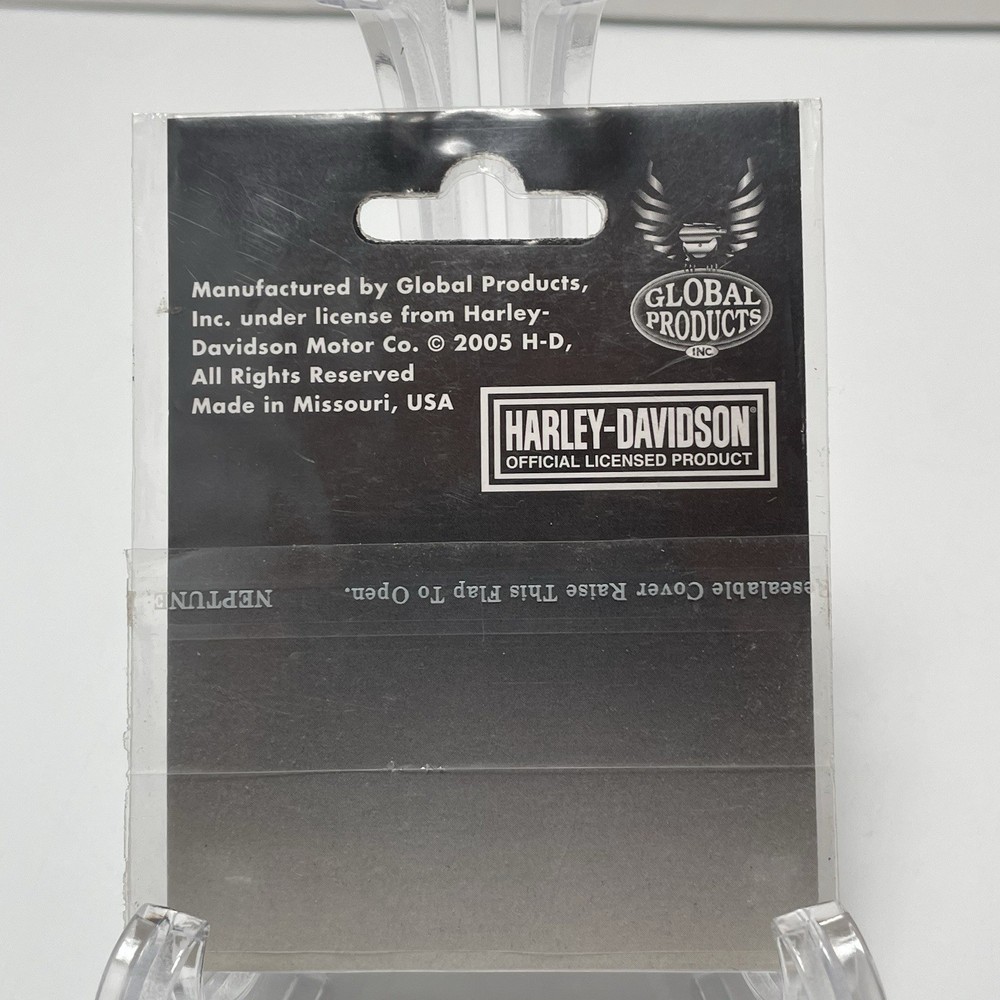 Manufactured by Global Products,
Inc. under license from Harley-
Davidson Motor Co. © 2005 H-D,
All Rights Reserved
Made in Missouri, USA
GLOBAL
PRODUCTS
INC.
HARLEY-DAVIDSON®
OFFICIAL LICENSED PRODUCT
esealable Cover Raise This Flap To Open. NEPTUNE